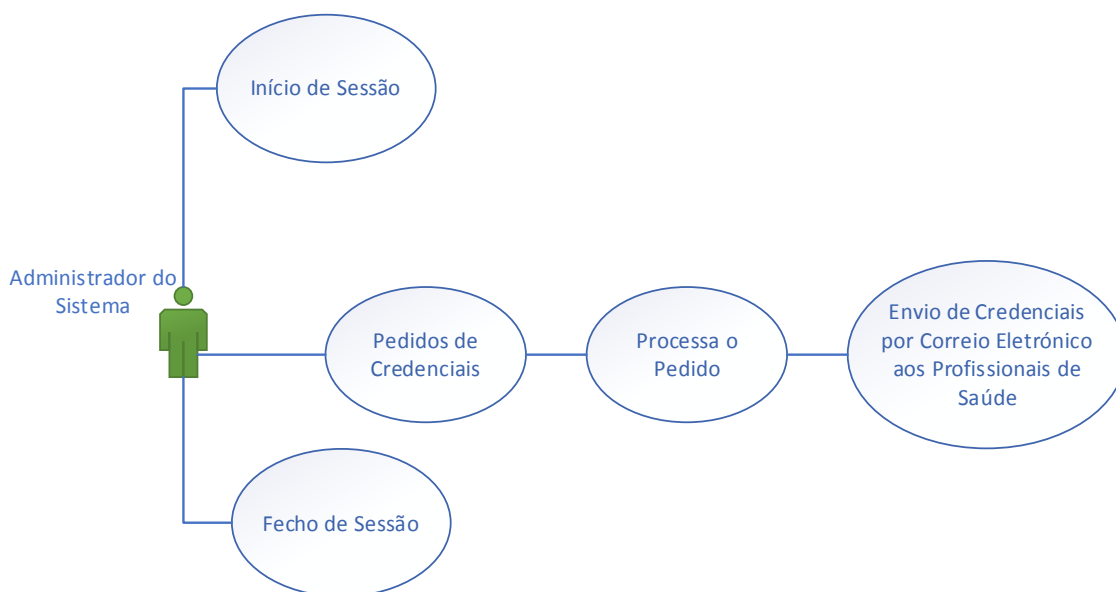 Início de Sessão
Administrador do
Sistema
Pedidos de
Credenciais
Processa o
Pedido
Envio de Credenciais
por Correio Eletrónico
aos Profissionais de
Saúde
Fecho de Sessão